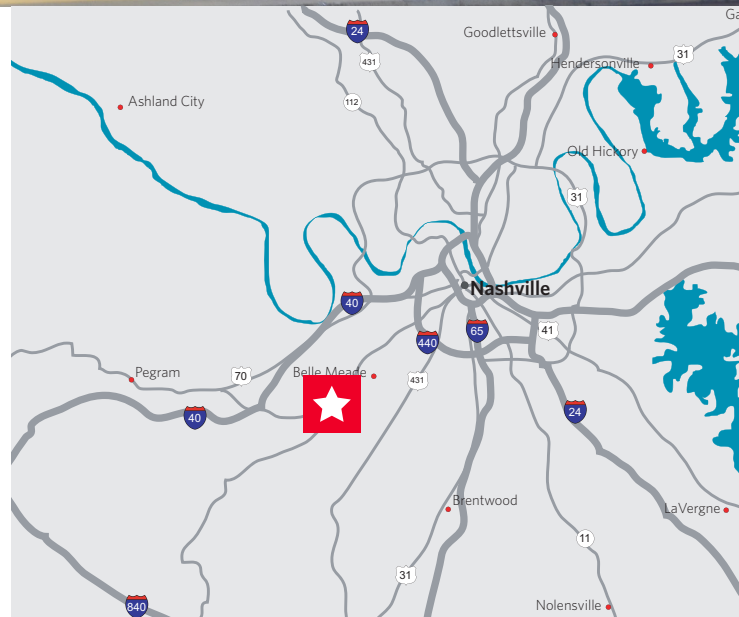 Ga
24
Goodlettsville
31
431
Hendersonville
112
Ashland City
Old Hickory
31
Nashville
40
65
41
440
Pegram
70
Belle Meade
431
40
24
Brentwood
LaVergne
11
31
840
Nolensville